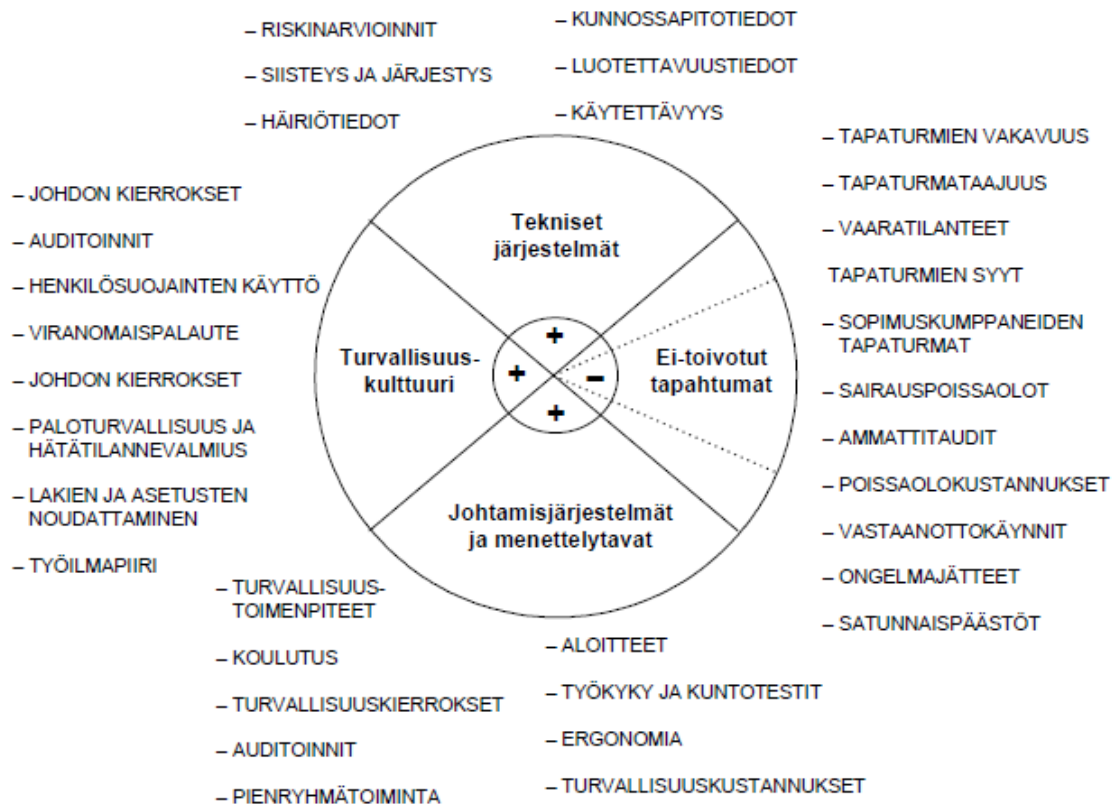 – RISKINARVIOINNIT
– SIISTEYS JA JÄRJESTYS
– HÄIRIÖTIEDOT
– KUNNOSSAPITOTIEDOT
– LUOTETTAVUUSTIEDOT
– KÄYTETTÄVYYS
– JOHDON KIERROKSET
– AUDITOINNIT
– HENKILÖSUOJAINTEN KÄYTTÖ
– VIRANOMAISPALAUTE
– JOHDON KIERROKSET
– PALOTURVALLISUUS JA
HÄTÄTILANNEVALMIUS
– LAKIEN JA ASETUSTEN
NOUDATTAMINEN
– TYÖILMAPIIRI
Tekniset
järjestelmät
Turvallisuus-
kulttuuri
+
+
–
+
Ei-toivotut
tapahtumat
Johtamisjärjestelmät
ja menettelytavat
– TAPATURMIEN VAKAVUUS
– TAPATURMATAAJUUS
– VAARATILANTEET
TAPATURMIEN SYYT
– SOPIMUSKUMPPANEIDEN
TAPATURMAT
– SAIRAUSPOISSAOLOT
– AMMATTITAUDIT
– POISSAOLOKUSTANNUKSET
– VASTAANOTTOKÄYNNIT
– ONGELMAJÄTTEET
– SATUNNAISPÄÄSTÖT
– TURVALLISUUS-
TOIMENPITEET
– KOULUTUS
– TURVALLISUUSKIERROKSET
– AUDITOINNIT
– PIENRYHMÄTOIMINTA
– ALOITTEET
– TYÖKYKY JA KUNTOTESTIT
– ERGONOMIA
– TURVALLISUUSKUSTANNUKSET